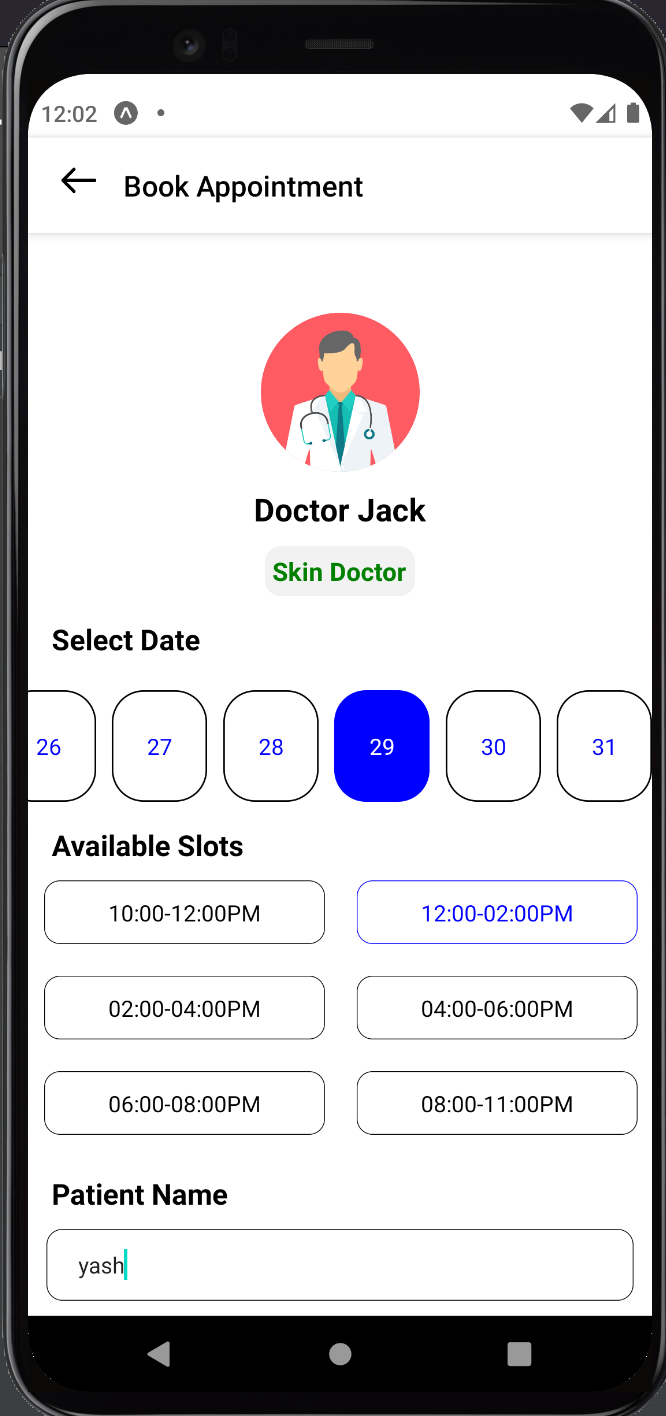 12:02
Book Appointment
Doctor Jack
Skin Doctor
Select Date
26 27 28 29 30 31
Available Slots
10:00-12:00PM 12:00-02:00PM
02:00-04:00PM 04:00-06:00PM
06:00-08:00PM 08:00-11:00PM
Patient Name
yash